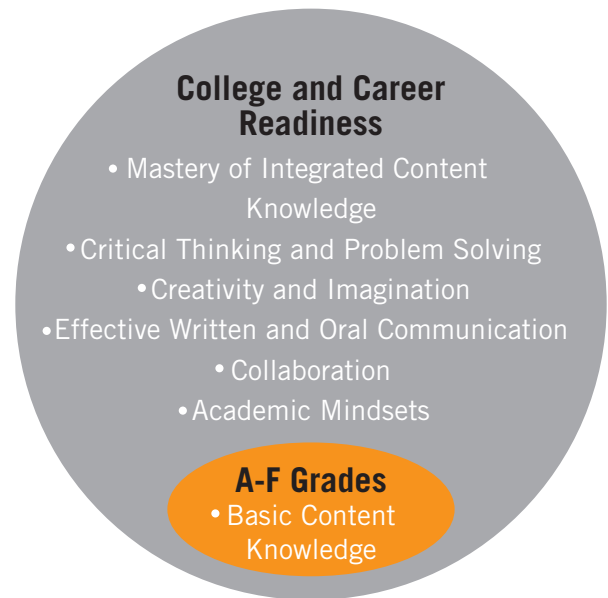 College and Career
Readiness
• Mastery of Integrated Content
Knowledge
• Critical Thinking and Problem Solving
• Creativity and Imagination
• Effective Written and Oral Communication
• Collaboration
• Academic Mindsets
A-F Grades
• Basic Content
Knowledge